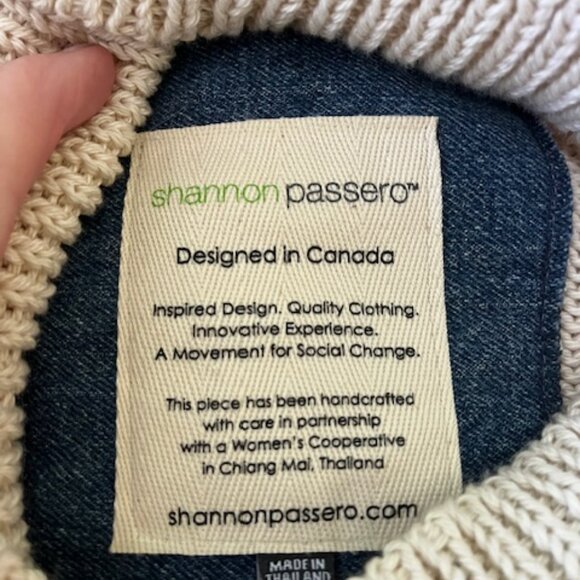 shannon passero™
Designed in Canada
Inspired Design. Quality Clothing.
Innovative Experience.
A Movement for Social Change.
This piece has been handcrafted
with care in partnership
with a Women's Cooperative
in Chiang Mai, Thailand
shannonpassero.com
MADE IN
THAILAND